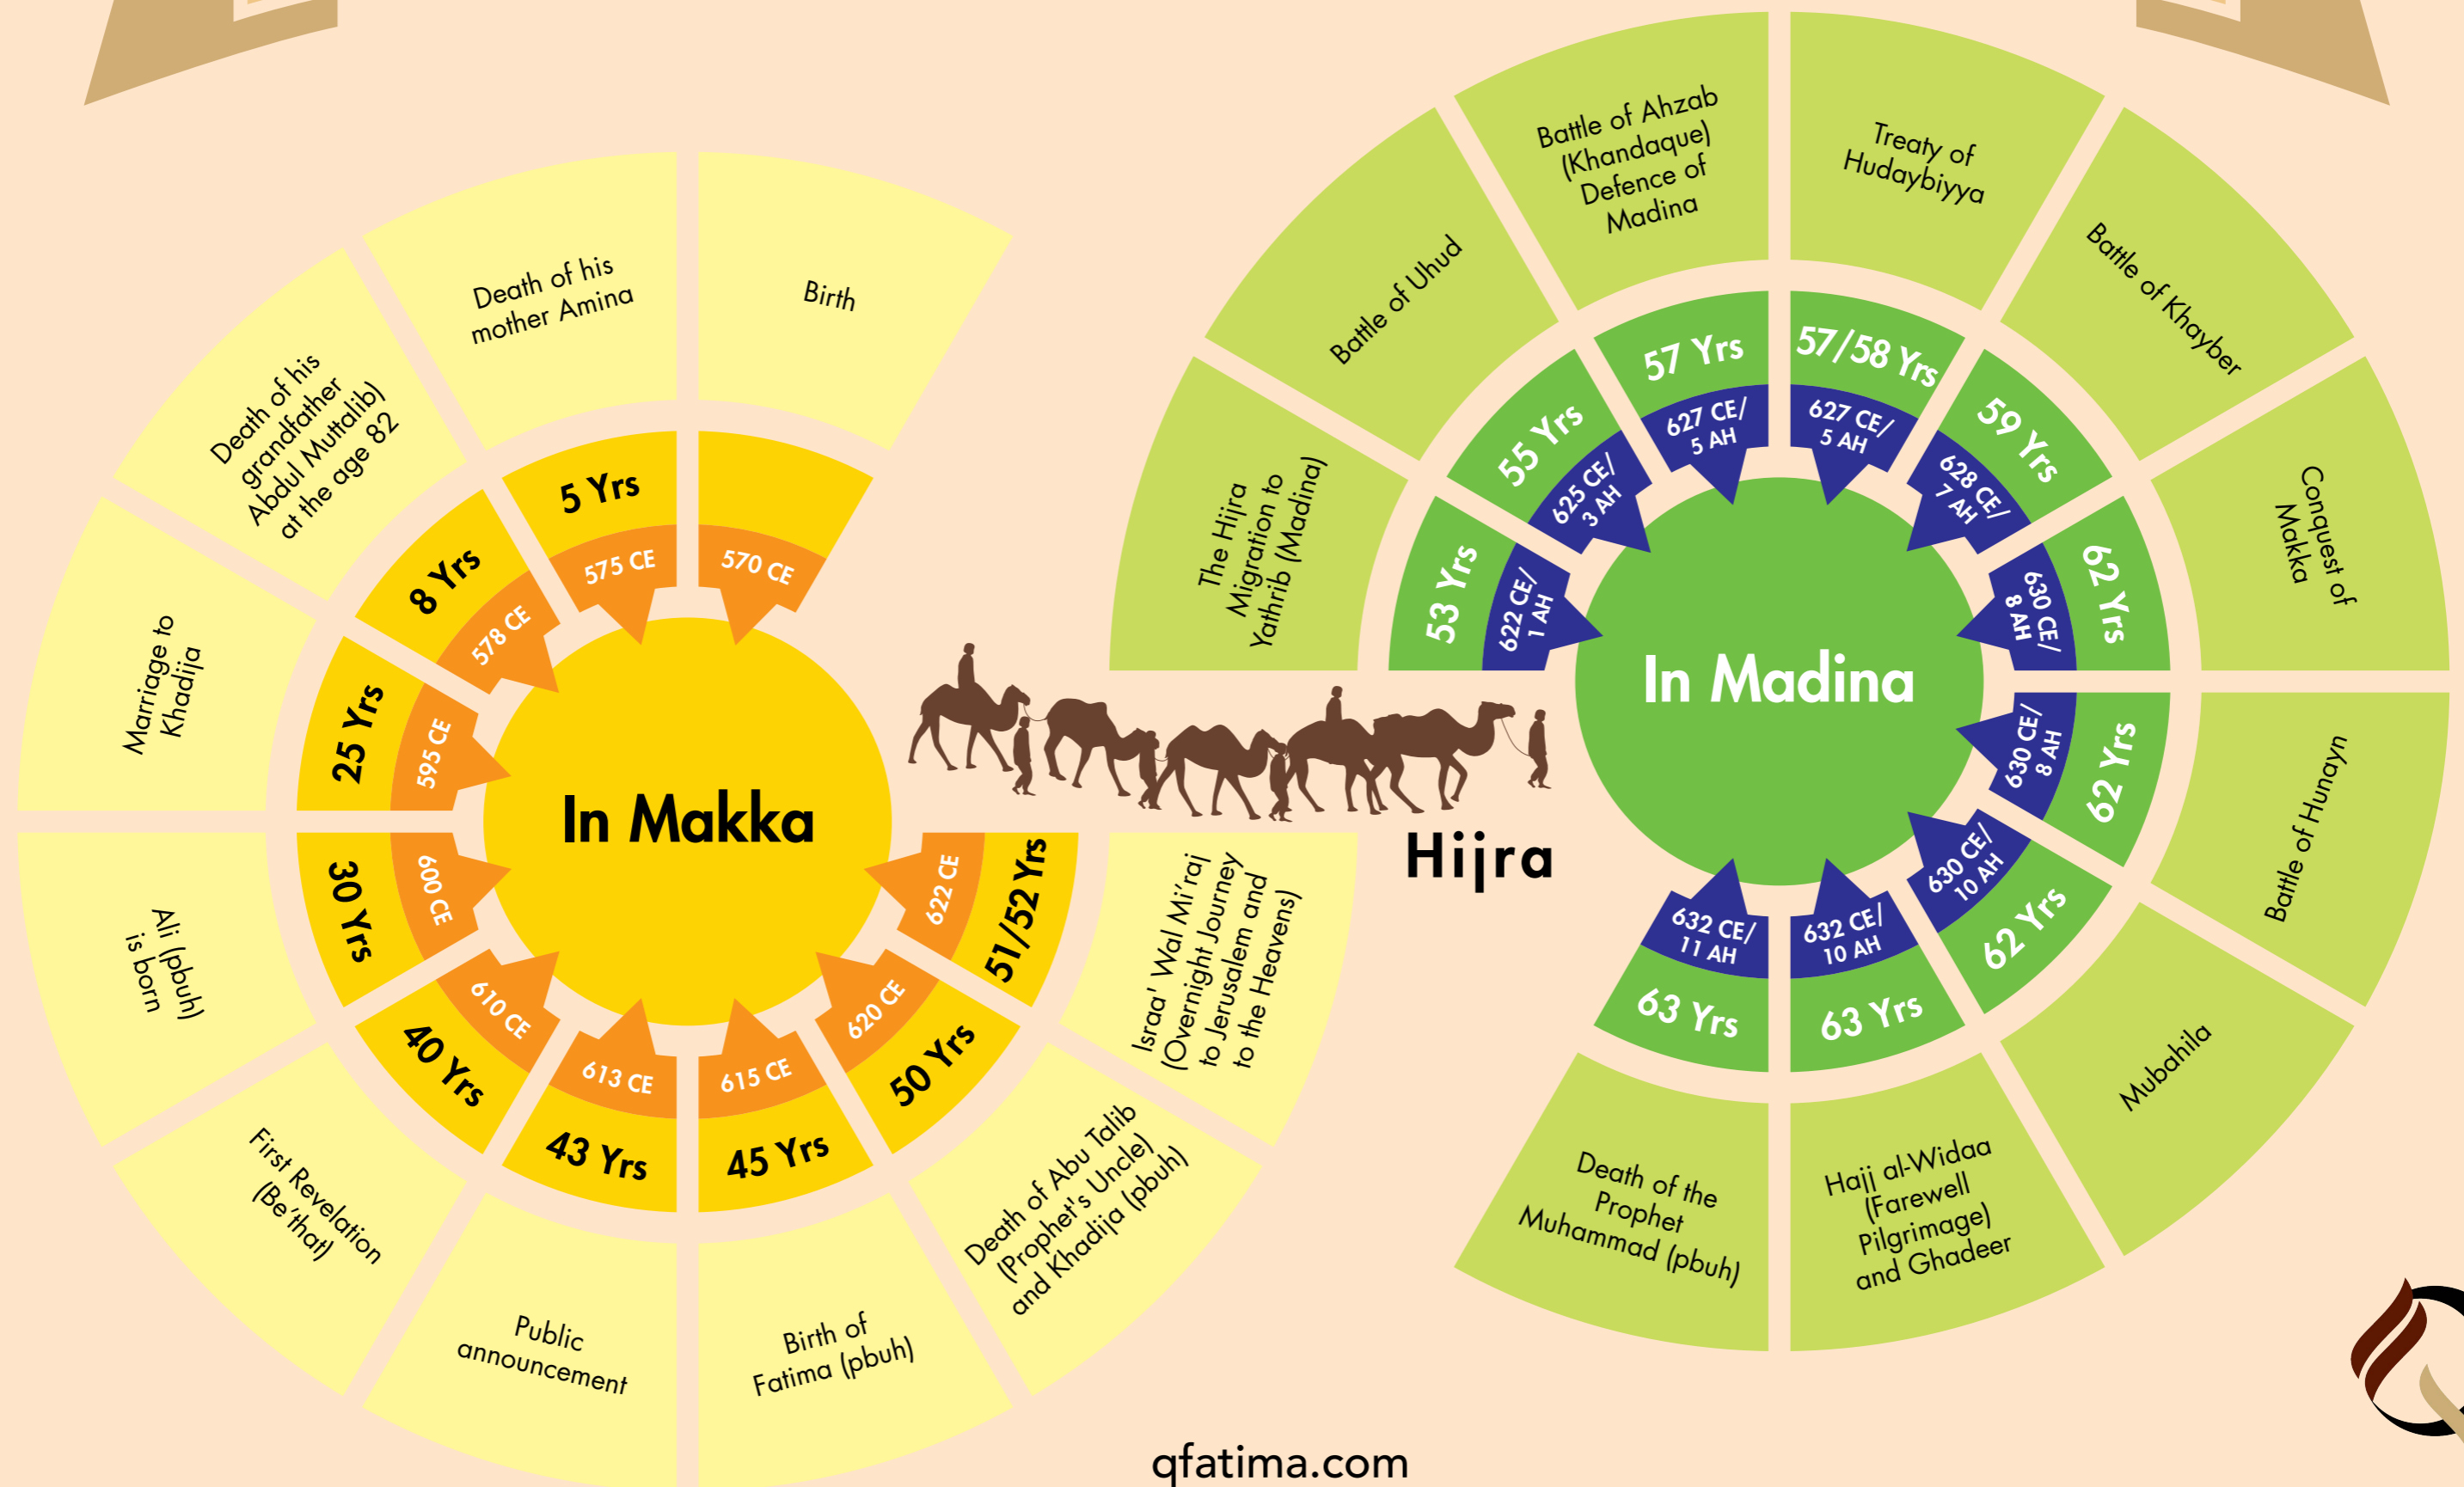 In Makka
Birth
570 CE
Death of his
mother Amina
5 Yrs
575 CE
Death of his
grandfather
Abdul Muttalib)
at the age 82
8 Yrs
578 CE
Marriage to
Khadija
25 Yrs
595 CE
Ali (pbuh)
is born
30 Yrs
600 CE
First Revelation
(Be'that)
40 Yrs
610 CE
Public
announcement
43 Yrs
613 CE
Birth of
Fatima (pbuh)
45 Yrs
615 CE
Death of Abu Talib
(Prophet's Uncle)
and Khadija (pbuh)
50 Yrs
620 CE
Israa' Wal Mi'raj
(Overnight Journey
to Jerusalem and
to the Heavens)
51/52 Yrs
622 CE
Hijra
In Madina
The Hijra
Migration to
Yathrib (Madina)
53 Yrs
622 CE/
1 AH
Battle of Uhud
55 Yrs
625 CE/
3 AH
Battle of Ahzab
(Khandaque)
Defence of
Madina
57 Yrs
627 CE/
5 AH
Treaty of
Hudaybiyya
57/58 Yrs
627 CE/
5 AH
Battle of Khayber
59 Yrs
628 CE/
7 AH
Conquest of
Makka
62 Yrs
630 CE/
8 AH
Battle of Hunayn
62 Yrs
630 CE/
8 AH
Mubahila
62 Yrs
630 CE/
10 AH
Hajj al-Widaa
(Farewell
Pilgrimage)
and Ghadeer
63 Yrs
632 CE/
10 AH
Death of the
Prophet
Muhammad (pbuh)
63 Yrs
632 CE/
11 AH
qfatima.com